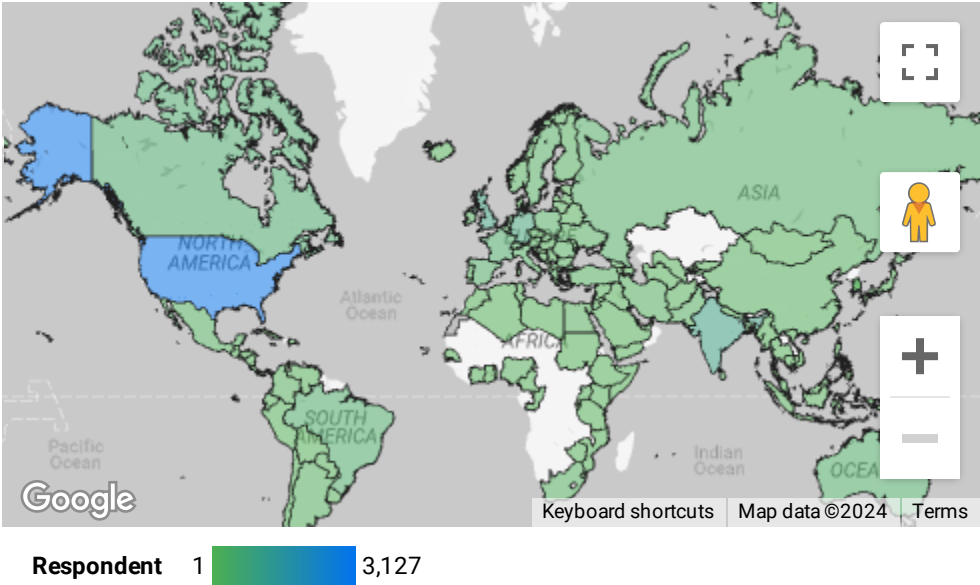 ASIA
NORTH
AMERICA
EUROPE
Atlantic
Ocean
AFRICA
SOUTH
AMERICA
Pacific
Ocean
Indian
Ocean
OCEA
Google
Keyboard shortcuts
Map data ©2024
Terms
Respondent 1 3,127